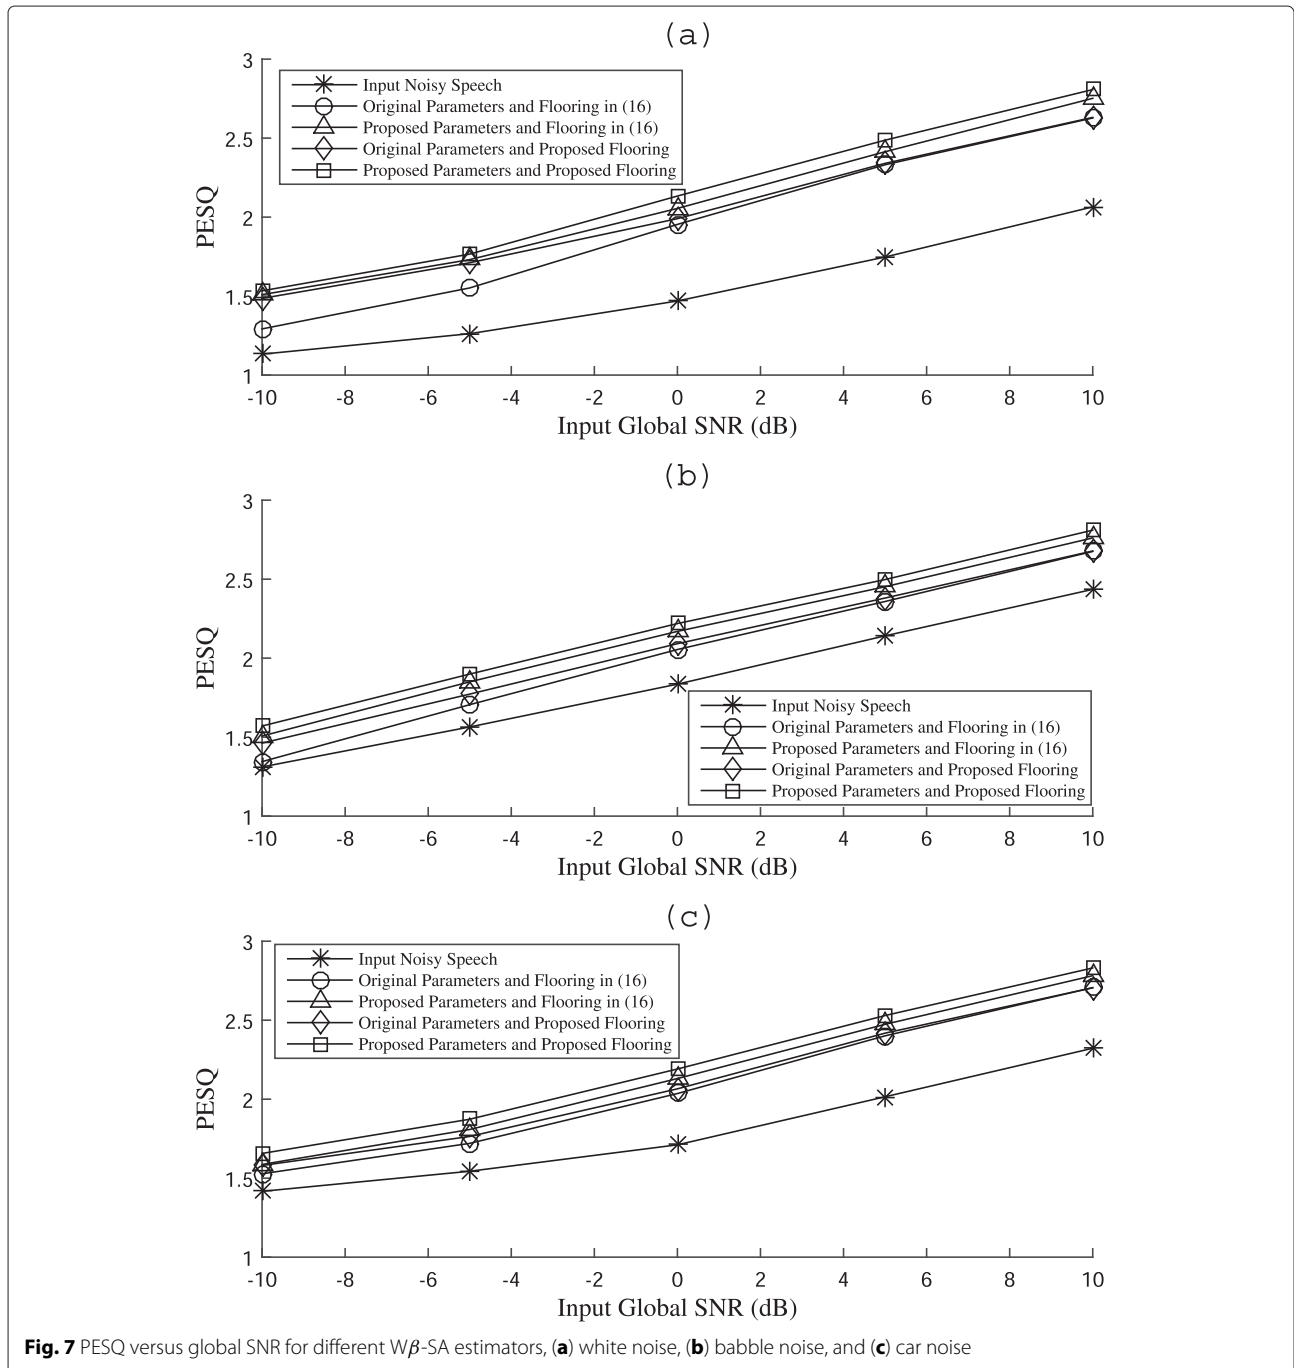 (a)
3
2.5
2
1.5
1
PESQ
Input Noisy Speech
Original Parameters and Flooring in (16)
Proposed Parameters and Flooring in (16)
Original Parameters and Proposed Flooring
Proposed Parameters and Proposed Flooring
-10 -8 -6 -4 -2 0 2 4 6 8 10
Input Global SNR (dB)
(b)
3
2.5
2
1.5
1
PESQ
Input Noisy Speech
Original Parameters and Flooring in (16)
Proposed Parameters and Flooring in (16)
Original Parameters and Proposed Flooring
Proposed Parameters and Proposed Flooring
-10 -8 -6 -4 -2 0 2 4 6 8 10
Input Global SNR (dB)
(c)
3
2.5
2
1.5
1
PESQ
Input Noisy Speech
Original Parameters and Flooring in (16)
Proposed Parameters and Flooring in (16)
Original Parameters and Proposed Flooring
Proposed Parameters and Proposed Flooring
-10 -8 -6 -4 -2 0 2 4 6 8 10
Input Global SNR (dB)
Fig. 7 PESQ versus global SNR for different Wβ-SA estimators, (a) white noise, (b) babble noise, and (c) car noise